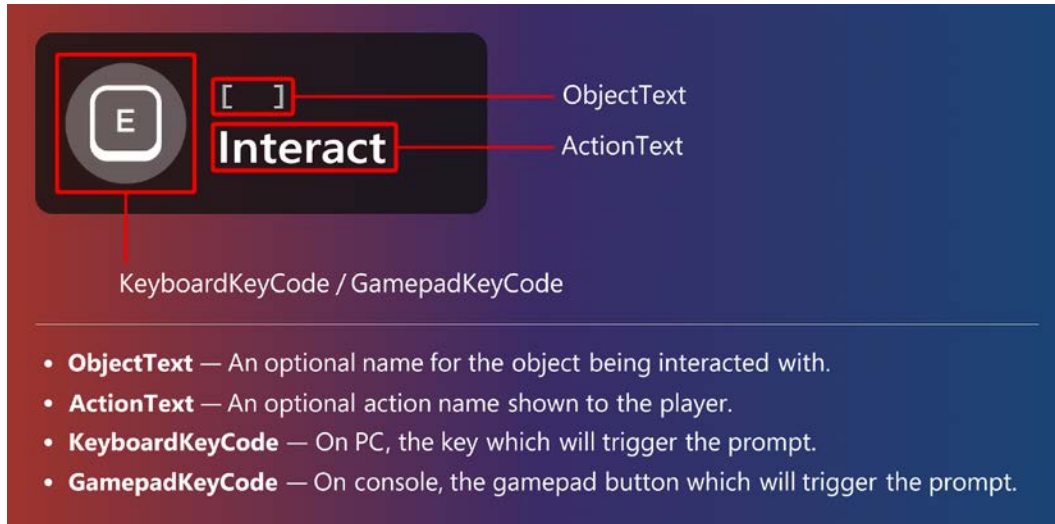 [ ]
ObjectText
E
Interact
ActionText
KeyboardKeyCode / GamepadKeyCode
• ObjectText — An optional name for the object being interacted with.
• ActionText — An optional action name shown to the player.
• KeyboardKeyCode — On PC, the key which will trigger the prompt.
• GamepadKeyCode — On console, the gamepad button which will trigger the prompt.